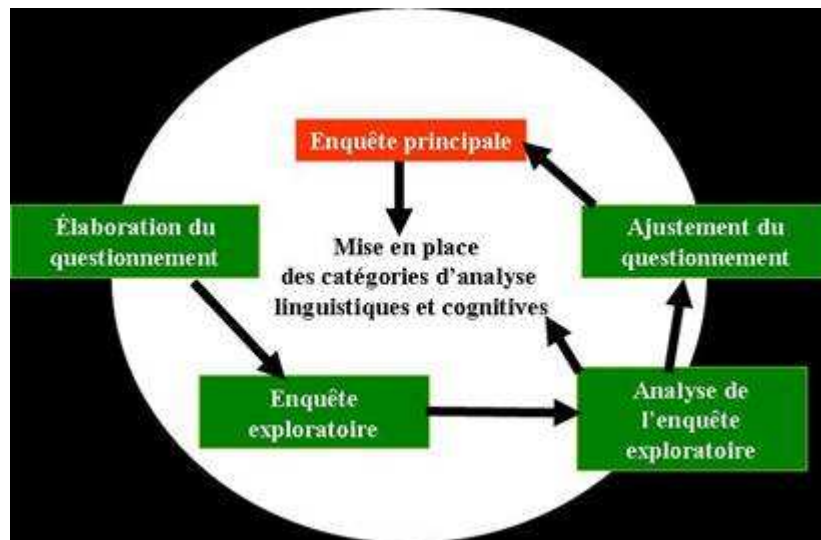 Enquête principale
Élaboration du
questionnement
Ajustement du
questionnement
Mise en place
des catégories d’analyse
linguistiques et cognitives
Enquête
exploratoire
Analyse de
l’enquête
exploratoire